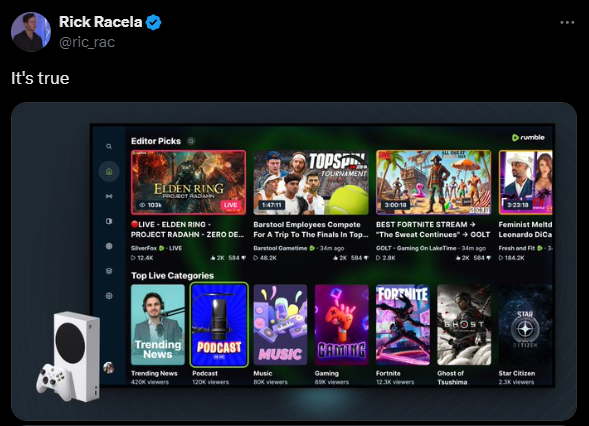 Rick Racela
@ric_rac
It's true
Editor Picks
rumble
ELDEN RING
PROJECT RADAHN
103k
LIVE
🔴LIVE - ELDEN RING -
PROJECT RADAHN - ZERO DE...
SilverFox · LIVE
12.4K 2K 584
TOPSPIN
TOURNAMENT
1:47:11
Barstool Employees Compete
For A Trip To The Finals In Top...
Barstool Gametime · 34m ago
48.2K 2K 584
ALL SWEAT
3:00:18
BEST FORTNITE STREAM →
"The Sweat Continues" → GOLT
GOLT - Gaming On LakeTime · 34m ago
2.8K 2K 584
3:23:18
Feminist Meltd
Leonardo DiCa
Fresh and Fit · 3
184.2K
Top Live Categories
Trending
News
Trending News
420K viewers
PODCAST
Podcast
120K viewers
MUSIC
Music
80K viewers
GAMING
Gaming
69K viewers
FORTNITE
Fortnite
12.3K viewers
GHOST
Ghost of
Tsushima
STAR
CITIZEN
Star Citizen
2.3K viewers